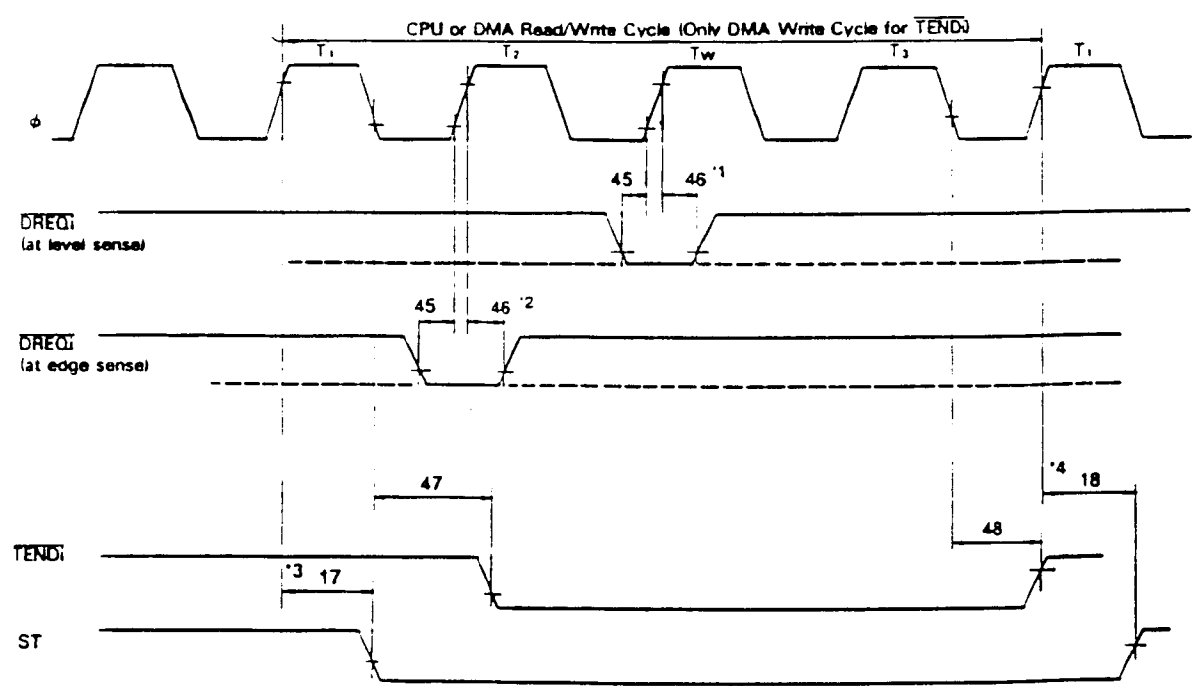 CPU or DMA Read/Write Cycle (Only DMA Write Cycle for TENDi)
T1 T2 TW T3 T1
φ
45 46 *1
DREQi
(at level sense)
45 46 *2
DREQi
(at edge sense)
47 *4 18
48
TENDi
*3 17
ST